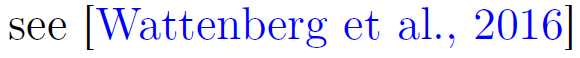 see [Wattenberg et al., 2016]